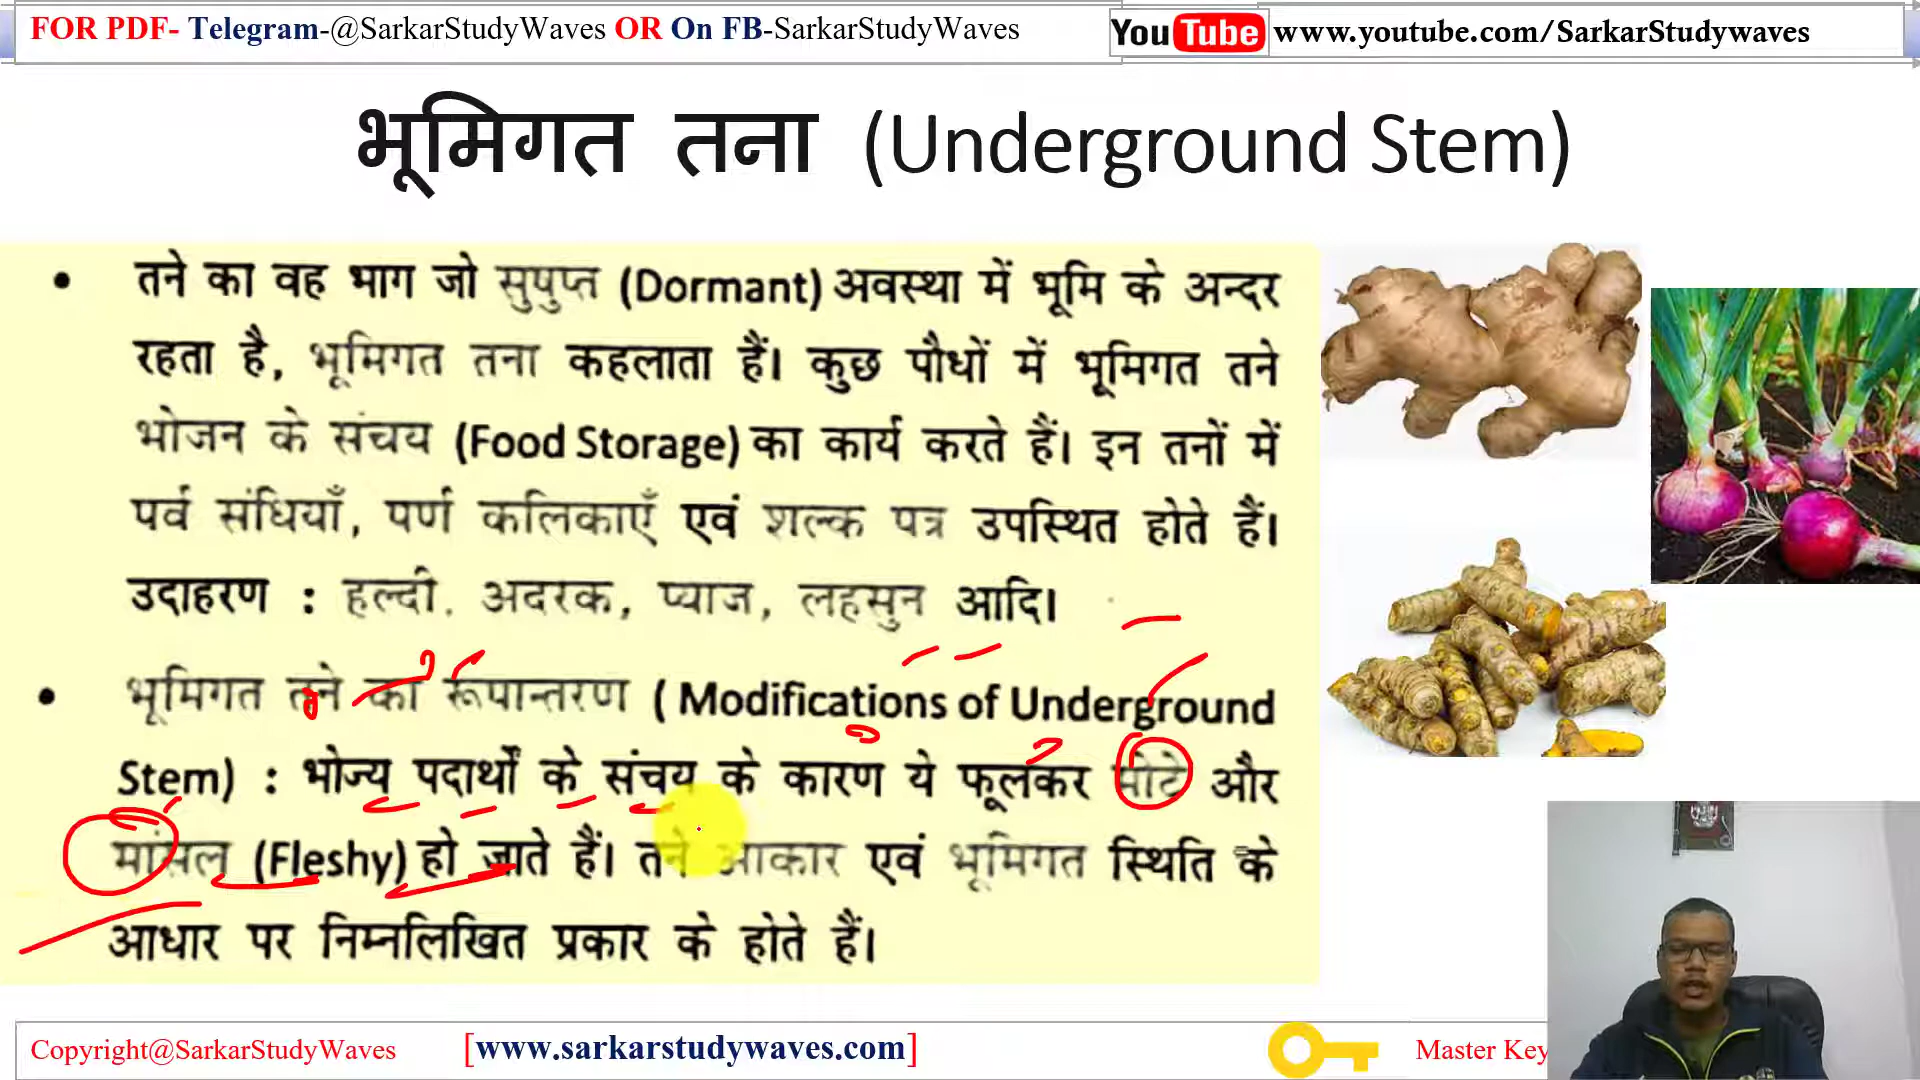 FOR PDF- Telegram-@SarkarStudyWaves OR On FB-SarkarStudyWaves
YouTube www.youtube.com/SarkarStudywaves
भूमिगत तना (Underground Stem)
• तने का वह भाग जो सुषुप्त (Dormant) अवस्था में भूमि के अन्दर
रहता है, भूमिगत तना कहलाता हैं। कुछ पौधों में भूमिगत तने
भोजन के संचय (Food Storage) का कार्य करते हैं। इन तनों में
पर्व संधियाँ, पर्ण कलिकाएँ एवं शल्क पत्र उपस्थित होते हैं।
उदाहरण : हल्दी, अदरक, प्याज, लहसुन आदि।
• भूमिगत तने का रूपान्तरण ( Modifications of Underground
Stem) : भोज्य पदार्थों के संचय के कारण ये फूलकर मोटे और
मांसल (Fleshy) हो जाते हैं। तने आकार एवं भूमिगत स्थिति के
आधार पर निम्नलिखित प्रकार के होते हैं।
Copyright@SarkarStudyWaves [www.sarkarstudywaves.com] Master Key